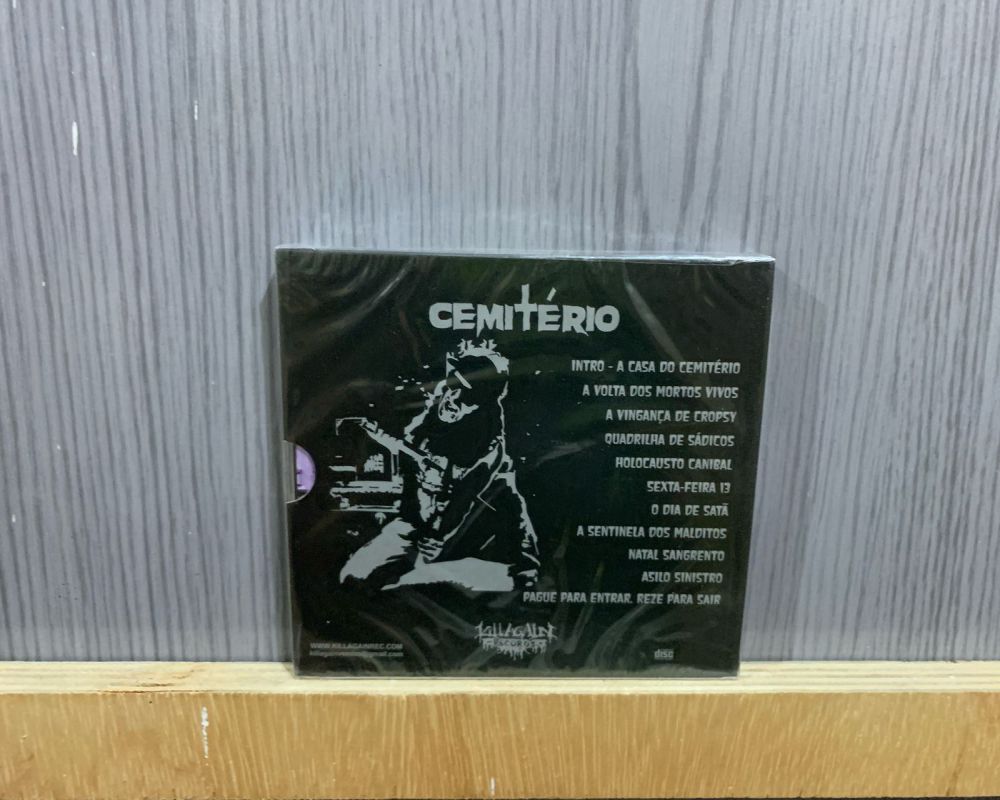 CEMITÉRIO
INTRO - A CASA DO CEMITÉRIO
A VOLTA DOS MORTOS VIVOS
A VINGANÇA DE CROPSY
QUADRILHA DE SÁDICOS
HOLOCAUSTO CANIBAL
SEXTA-FEIRA 13
O DIA DE SATÃ
A SENTINELA DOS MALDITOS
NATAL SANGRENTO
ASILO SINISTRO
PAGUE PARA ENTRAR, REZE PARA SAIR
KILLAGAIN
RECORDS
WWW.KILLAGAINREC.COM
disc